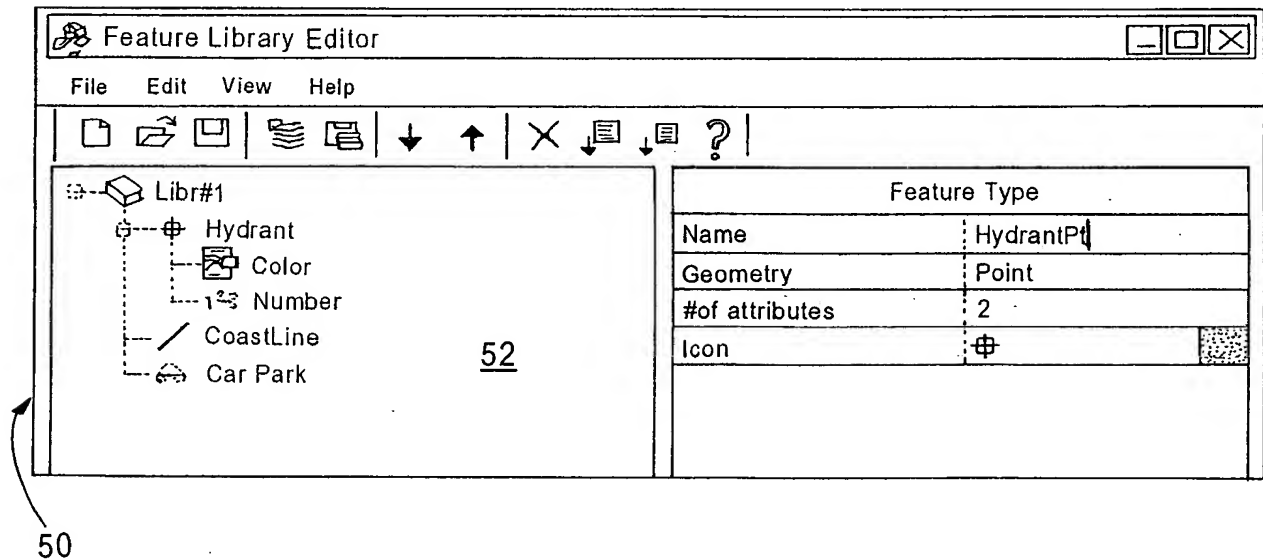 Feature Library Editor
File Edit View Help
Libr#1
Hydrant
Color
123 Number
CoastLine
Car Park
52
Feature Type
Name HydrantPt
Geometry Point
#of attributes 2
Icon
50